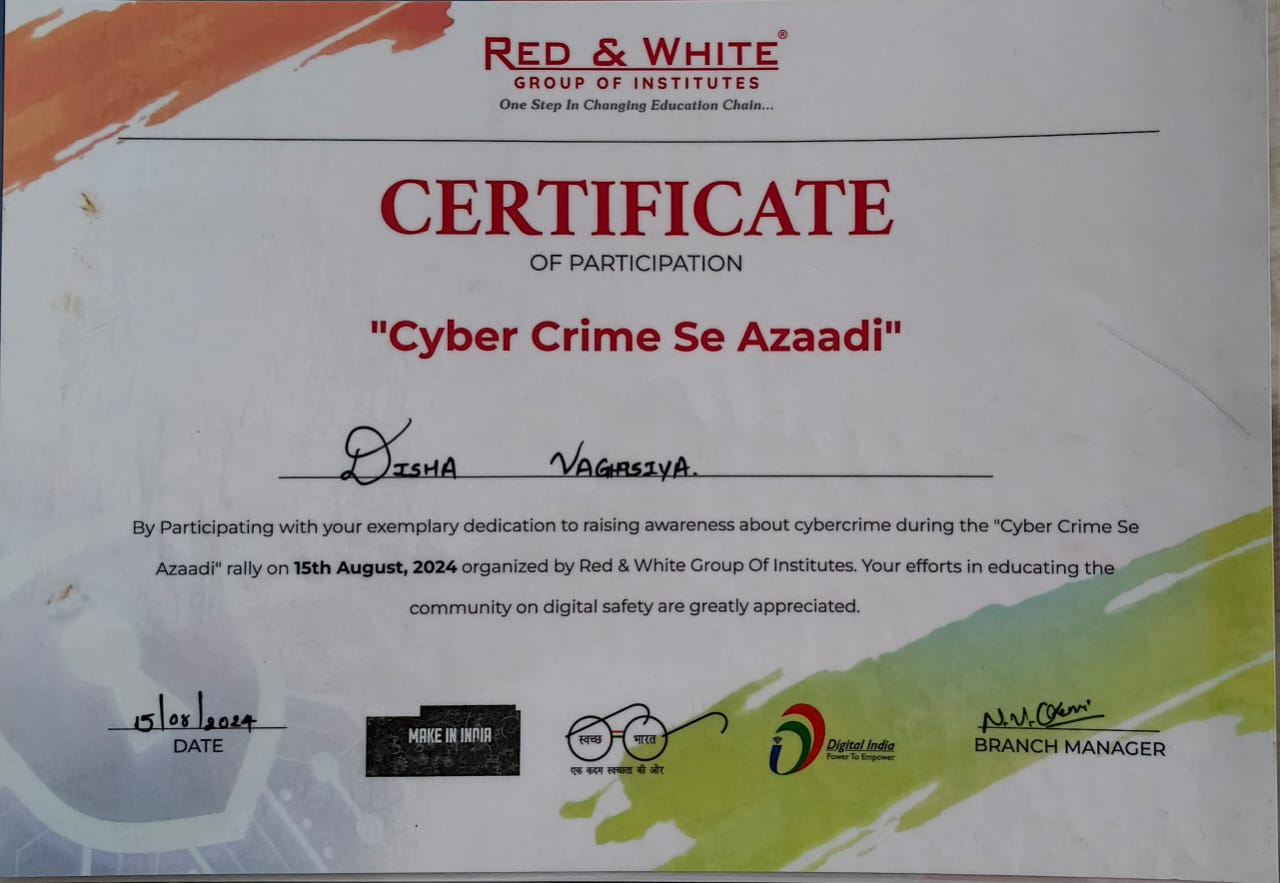 RED & WHITE®
GROUP OF INSTITUTES
One Step In Changing Education Chain...
CERTIFICATE
OF PARTICIPATION
"Cyber Crime Se Azaadi"
DISHA VAGHASIYA.
By Participating with your exemplary dedication to raising awareness about cybercrime during the "Cyber Crime Se
Azaadi" rally on 15th August, 2024 organized by Red & White Group Of Institutes. Your efforts in educating the
community on digital safety are greatly appreciated.
15/08/2024
DATE
MAKE IN INDIA
स्वच्छ भारत
एक कदम स्वच्छता की ओर
Digital India
Power To Empower
BRANCH MANAGER